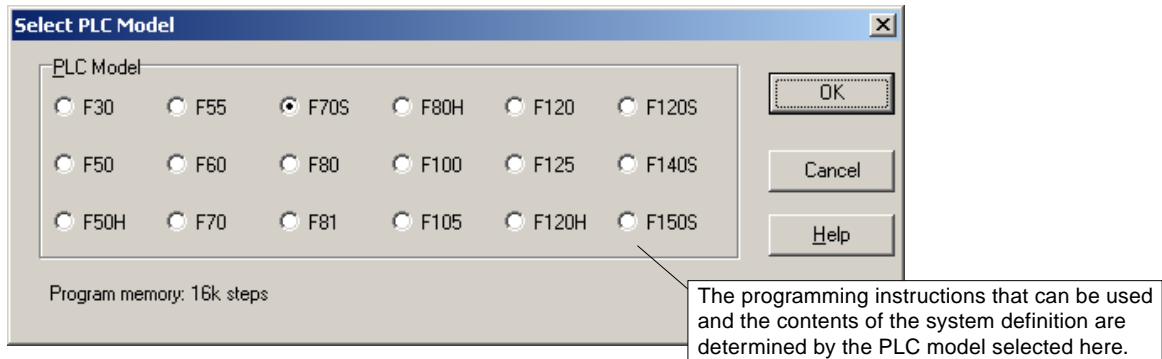 Select PLC Model
PLC Model
F30 F55 F70S F80H F120 F120S
F50 F60 F80 F100 F125 F140S
F50H F70 F81 F105 F120H F150S
OK
Cancel
Help
Program memory: 16k steps
The programming instructions that can be used
and the contents of the system definition are
determined by the PLC model selected here.